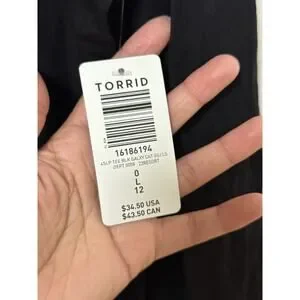 TORRID
16186194
0
L
12
$34.50 USA
$43.50 CAN